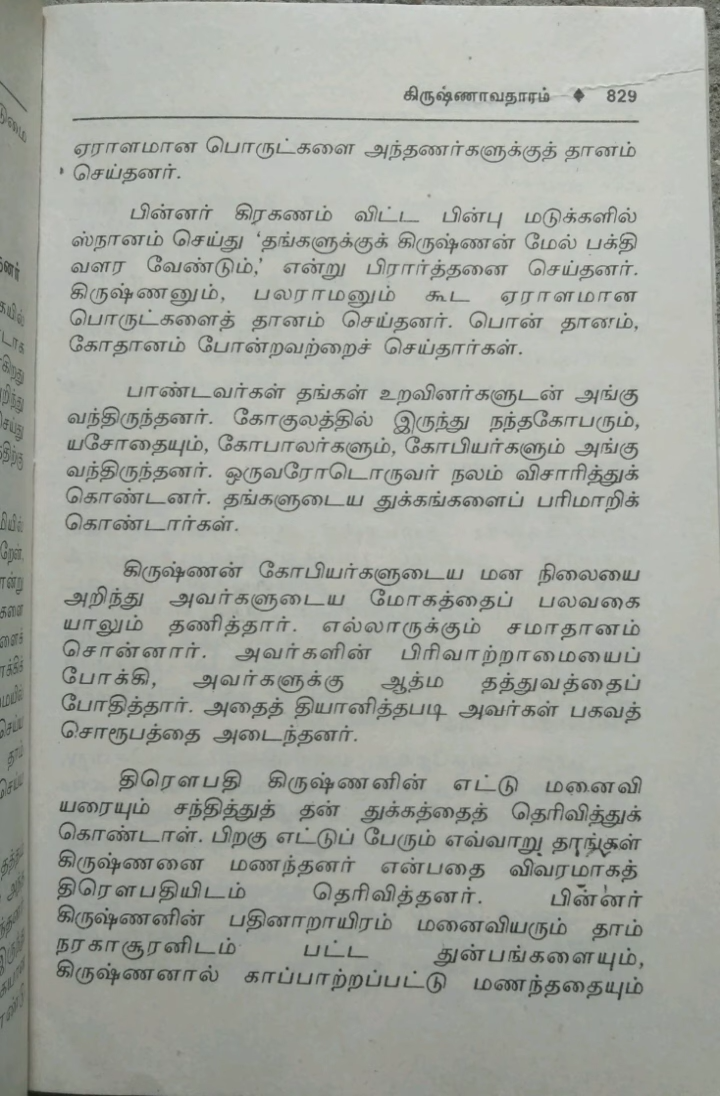 கிருஷ்ணாவதாரம் ♦ 829
ஏராளமான பொருட்களை அந்தணர்களுக்குத் தானம்
செய்தனர்.
பின்னர் கிரகணம் விட்ட பின்பு மடுக்களில்
ஸ்நானம் செய்து ‘தங்களுக்குக் கிருஷ்ணன் மேல் பக்தி
வளர வேண்டும்,’ என்று பிரார்த்தனை செய்தனர்.
கிருஷ்ணனும், பலராமனும் கூட ஏராளமான
பொருட்களைத் தானம் செய்தனர். பொன் தானம்,
கோதானம் போன்றவற்றைச் செய்தார்கள்.
பாண்டவர்கள் தங்கள் உறவினர்களுடன் அங்கு
வந்திருந்தனர். கோகுலத்தில் இருந்து நந்தகோபரும்,
யசோதையும், கோபாலர்களும், கோபியர்களும் அங்கு
வந்திருந்தனர். ஒருவரோடொருவர் நலம் விசாரித்துக்
கொண்டனர். தங்களுடைய துக்கங்களைப் பரிமாறிக்
கொண்டார்கள்.
கிருஷ்ணன் கோபியர்களுடைய மன நிலையை
அறிந்து அவர்களுடைய மோகத்தைப் பலவகை
யாலும் தணித்தார். எல்லாருக்கும் சமாதானம்
சொன்னார். அவர்களின் பிரிவாற்றாமையைப்
போக்கி, அவர்களுக்கு ஆத்ம தத்துவத்தைப்
போதித்தார். அதைத் தியானித்தபடி அவர்கள் பகவத்
சொரூபத்தை அடைந்தனர்.
திரௌபதி கிருஷ்ணனின் எட்டு மனைவி
யரையும் சந்தித்துத் தன் துக்கத்தைத் தெரிவித்துக்
கொண்டாள். பிறகு எட்டுப் பேரும் எவ்வாறு தாங்கள்
கிருஷ்ணனை மணந்தனர் என்பதை விவரமாகத்
திரௌபதியிடம் தெரிவித்தனர். பின்னர்
கிருஷ்ணனின் பதினாறாயிரம் மனைவியரும் தாம்
நரகாசூரனிடம் பட்ட துன்பங்களையும்,
கிருஷ்ணனால் காப்பாற்றப்பட்டு மணந்ததையும்